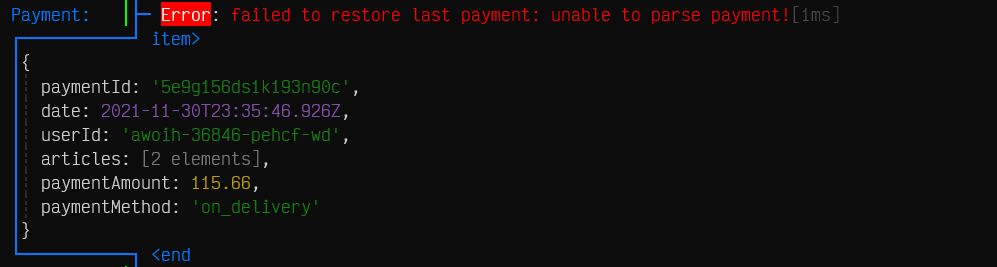 Payment: Error: failed to restore last payment: unable to parse payment![1ms]
item>
{
paymentId: '5e9g156ds1k193n90c',
date: 2021-11-30T23:35:46.926Z,
userId: 'awoih-36846-pehcf-wd',
articles: [2 elements],
paymentAmount: 115.66,
paymentMethod: 'on_delivery'
}
<end